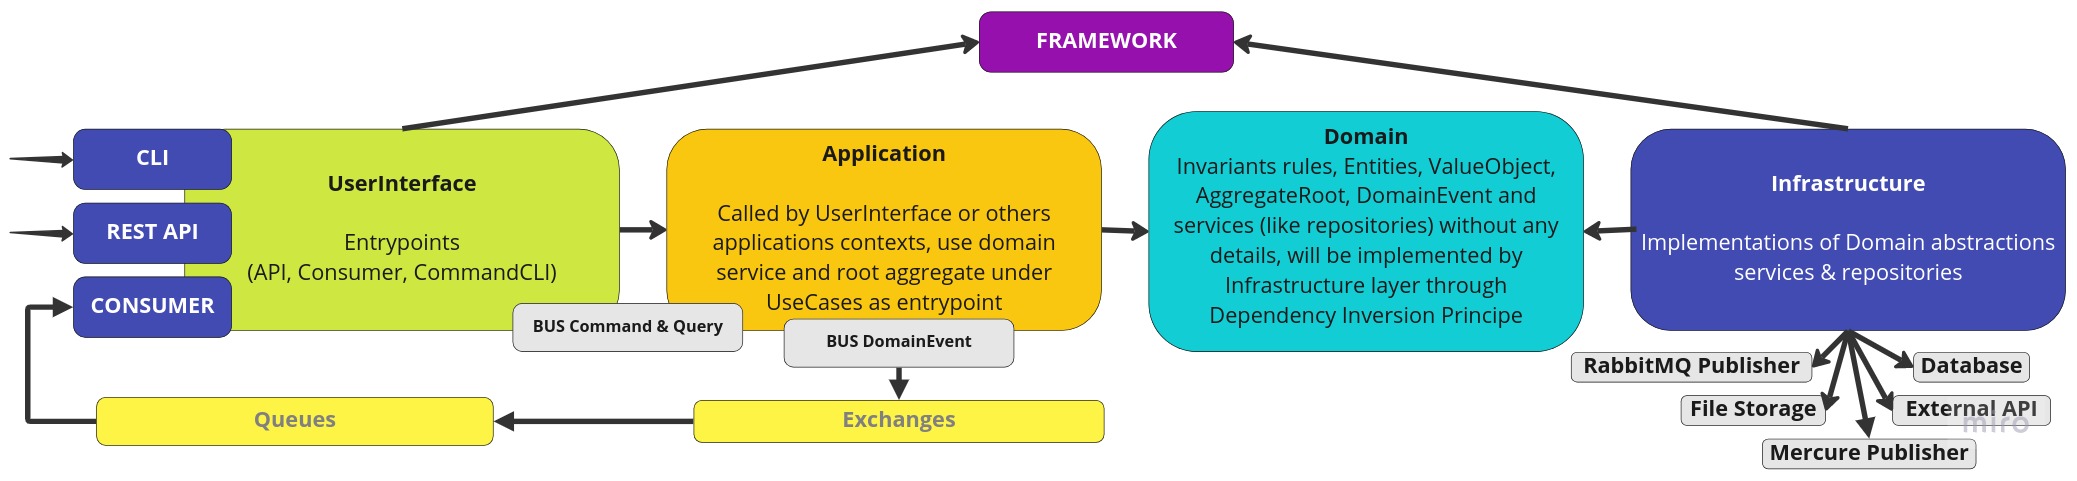 FRAMEWORK
CLI
REST API
CONSUMER
UserInterface
Entrypoints
(API, Consumer, CommandCLI)
BUS Command & Query
Application
Called by UserInterface or others
applications contexts, use domain
service and root aggregate under
UseCases as entrypoint
BUS DomainEvent
Domain
Invariants rules, Entities, ValueObject,
AggregateRoot, DomainEvent and
services (like repositories) without any
details, will be implemented by
Infrastructure layer through
Dependency Inversion Principe
Infrastructure
Implementations of Domain abstractions
services & repositories
RabbitMQ Publisher
Database
File Storage
External API
Mercure Publisher
Queues
Exchanges
miro